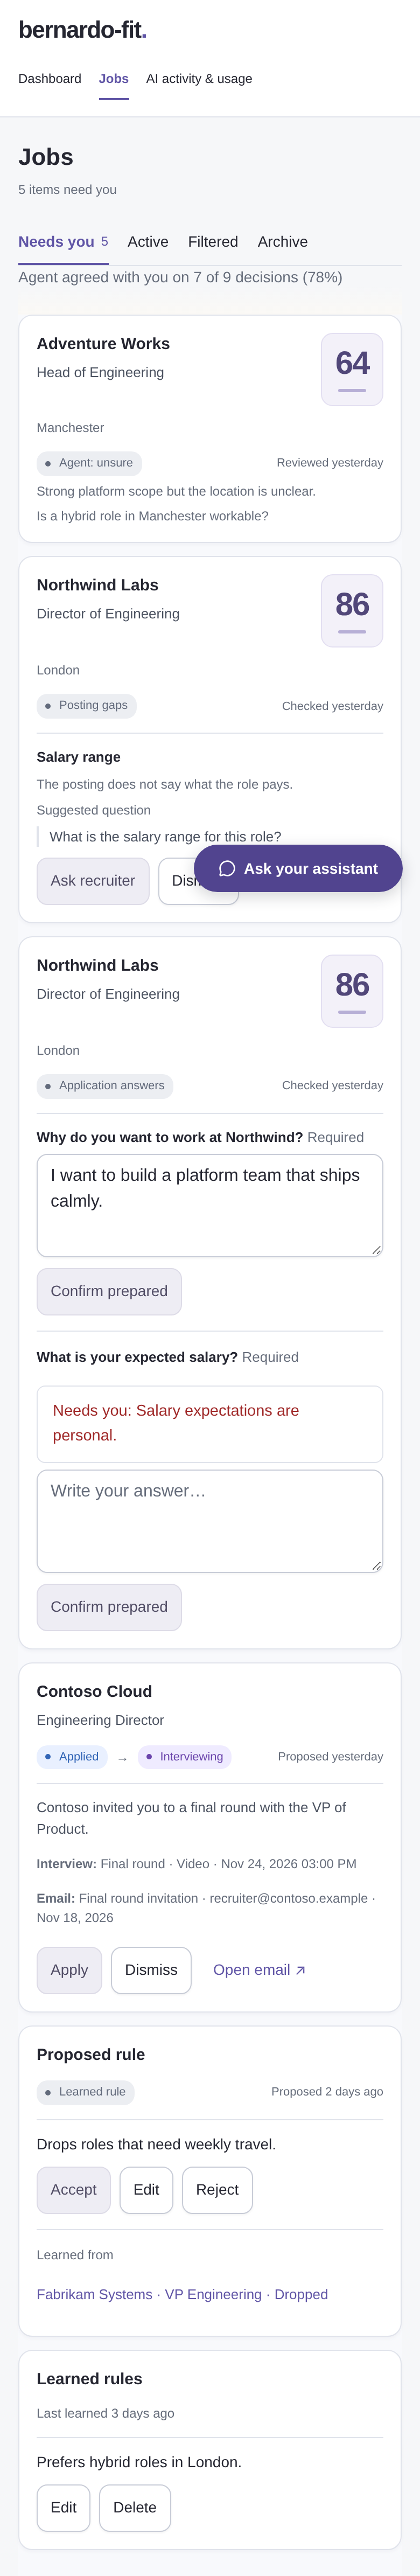 bernardo-fit.
Dashboard Jobs AI activity & usage
Jobs
5 items need you
Needs you 5 Active Filtered Archive
Agent agreed with you on 7 of 9 decisions (78%)
Adventure Works
64
Head of Engineering
Manchester
Agent: unsure Reviewed yesterday
Strong platform scope but the location is unclear.
Is a hybrid role in Manchester workable?
Northwind Labs
86
Director of Engineering
London
Posting gaps Checked yesterday
Salary range
The posting does not say what the role pays.
Suggested question
What is the salary range for this role?
Ask recruiter
Ask your assistant
Northwind Labs
86
Director of Engineering
London
Application answers Checked yesterday
Why do you want to work at Northwind? Required
I want to build a platform team that ships
calmly.
Confirm prepared
What is your expected salary? Required
Needs you: Salary expectations are
personal.
Write your answer…
Confirm prepared
Contoso Cloud
Engineering Director
Applied → Interviewing Proposed yesterday
Contoso invited you to a final round with the VP of
Product.
Interview: Final round · Video · Nov 24, 2026 03:00 PM
Email: Final round invitation · recruiter@contoso.example ·
Nov 18, 2026
Apply Dismiss Open email ↗
Proposed rule
Learned rule Proposed 2 days ago
Drops roles that need weekly travel.
Accept Edit Reject
Learned from
Fabrikam Systems · VP Engineering · Dropped
Learned rules
Last learned 3 days ago
Prefers hybrid roles in London.
Edit Delete